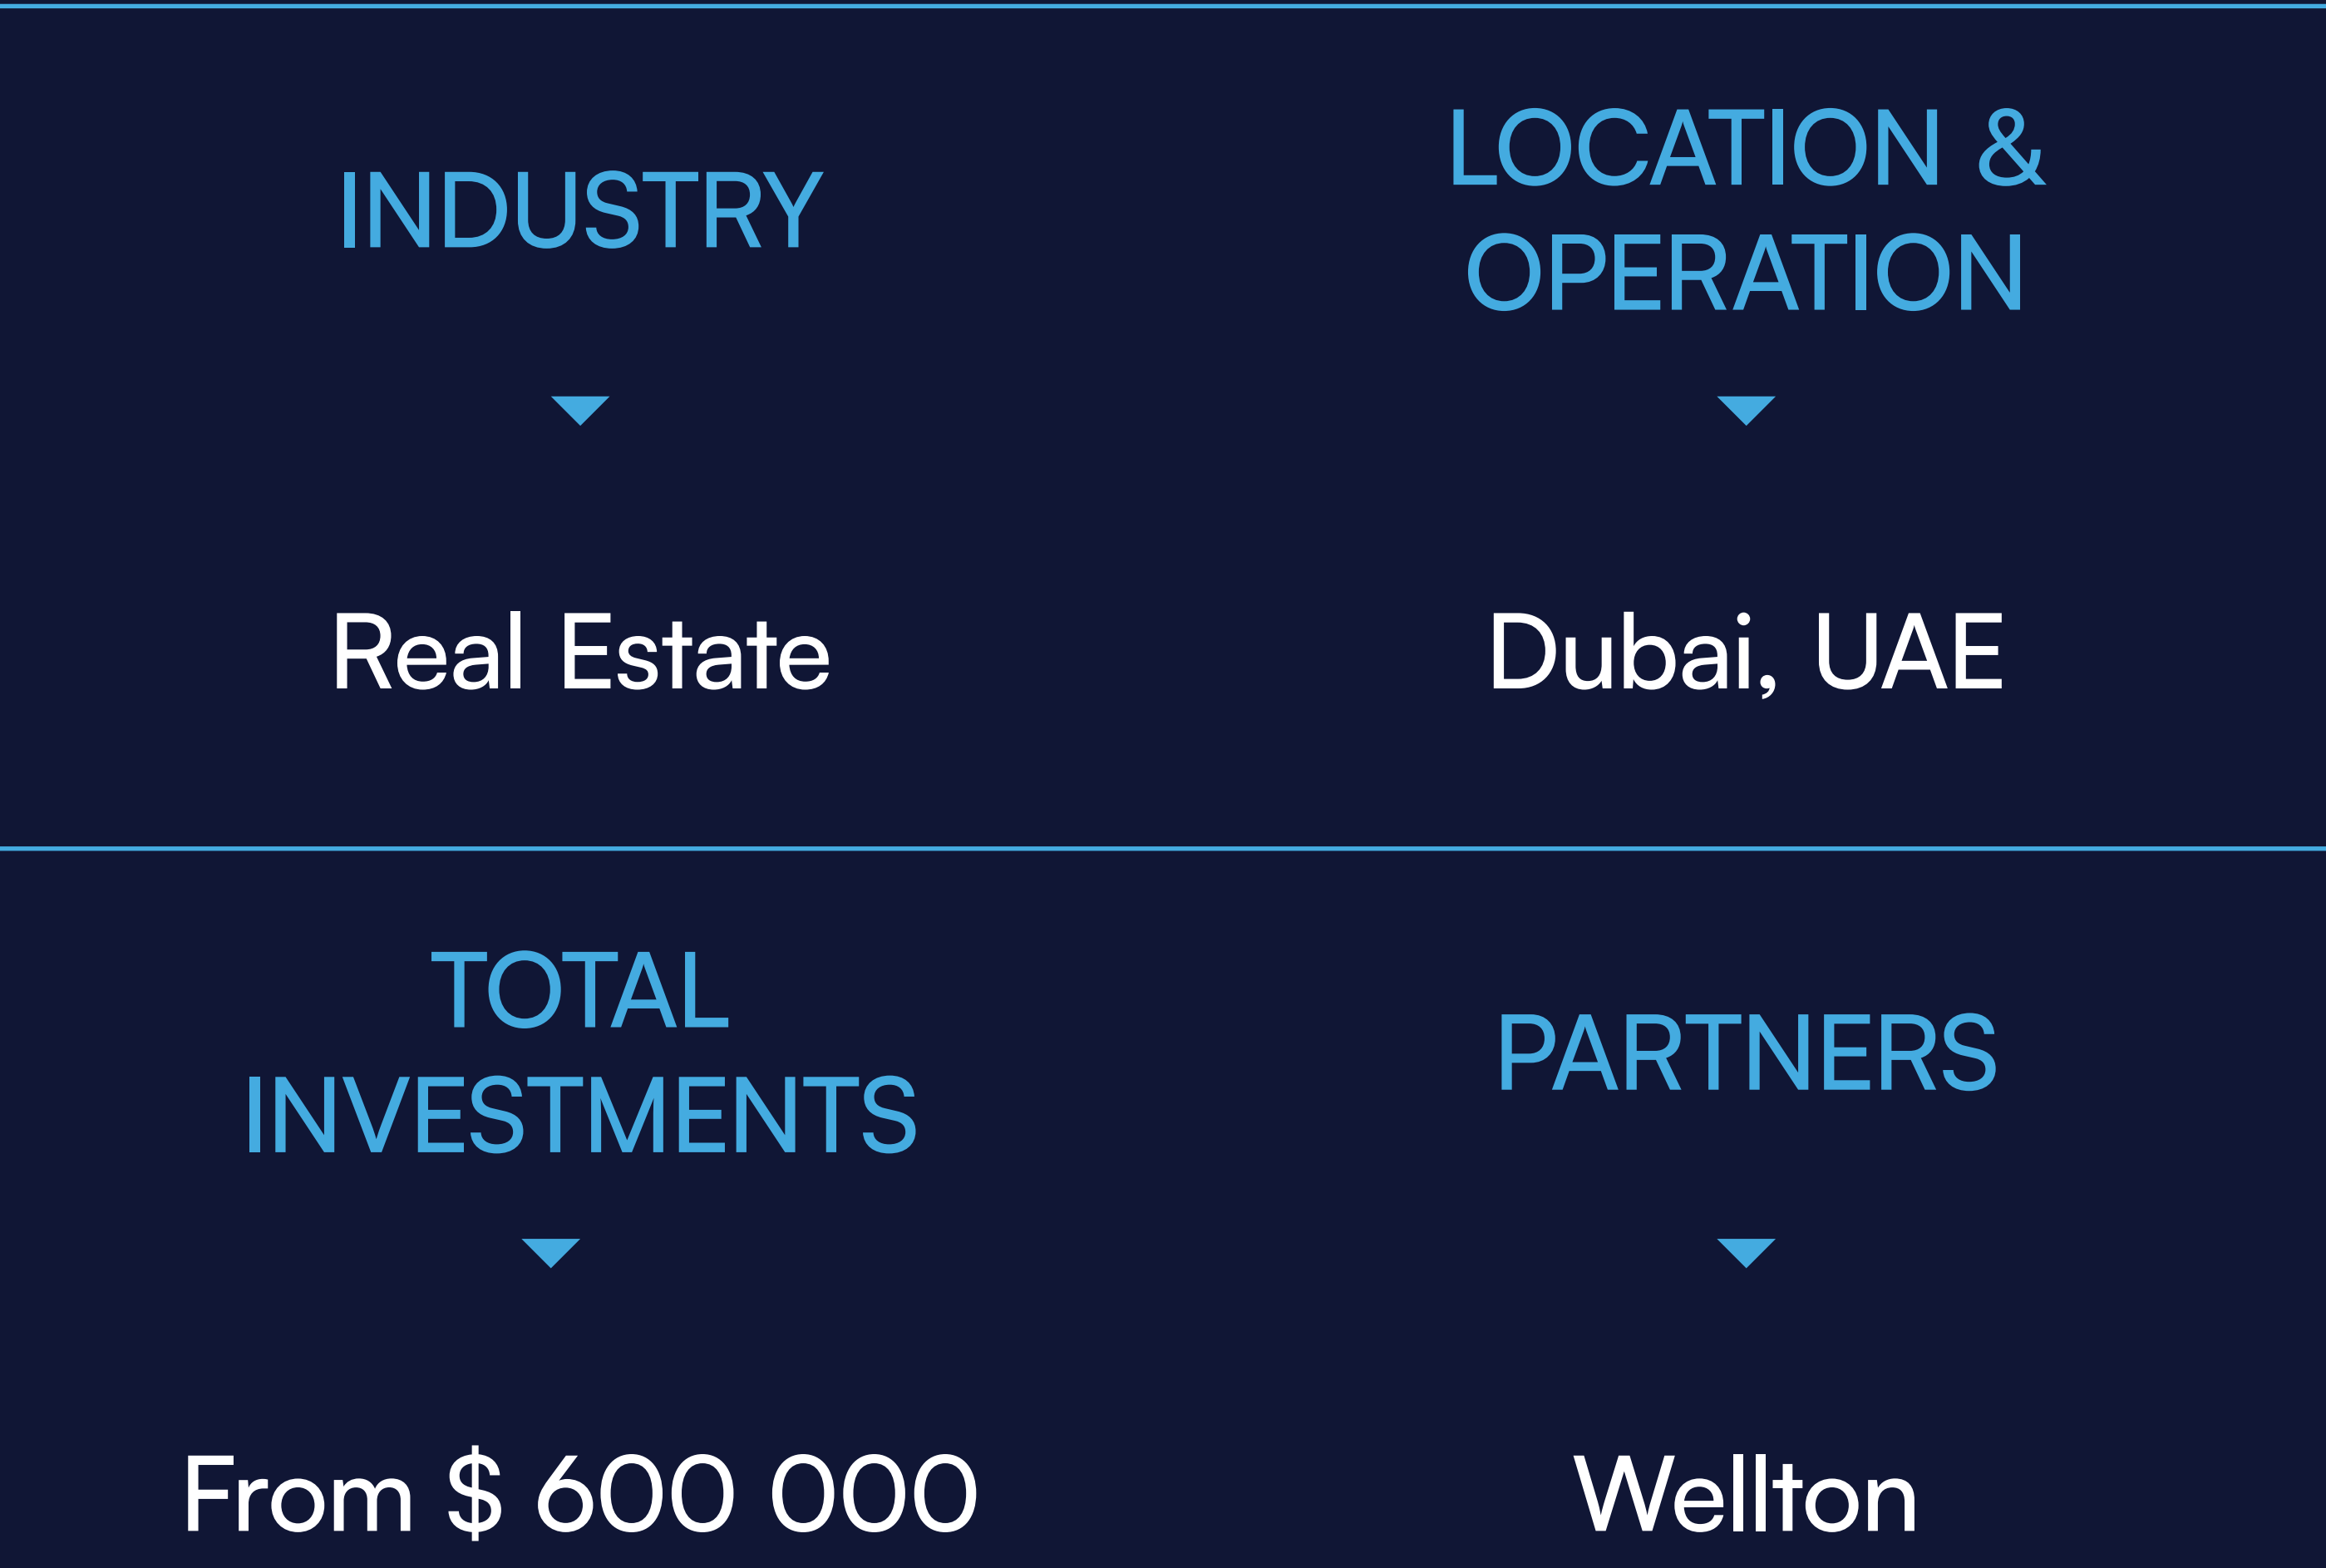 INDUSTRY
LOCATION &
OPERATION
Real Estate
Dubai, UAE
TOTAL
INVESTMENTS
PARTNERS
From $ 600 000
Wellton